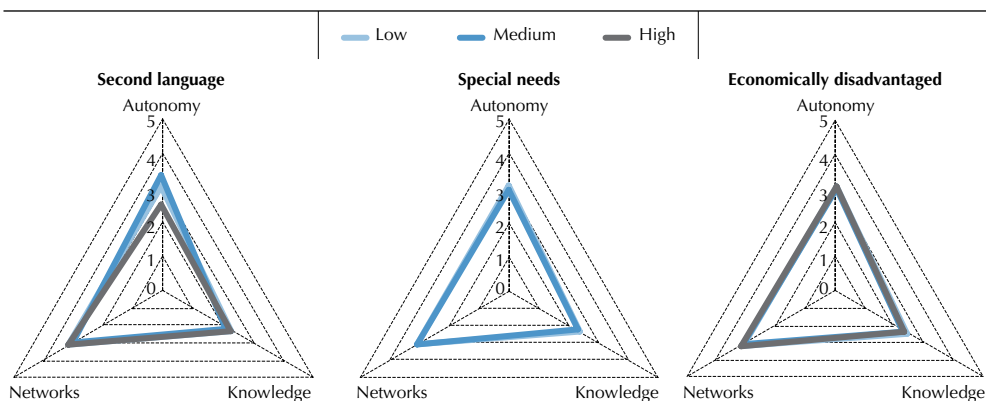 Low Medium High
Second language Special needs Economically disadvantaged
Autonomy Autonomy Autonomy
5 5 5
4 4 4
3 3 3
2 2 2
1 1 1
0 0 0
Networks Knowledge Networks Knowledge Networks Knowledge